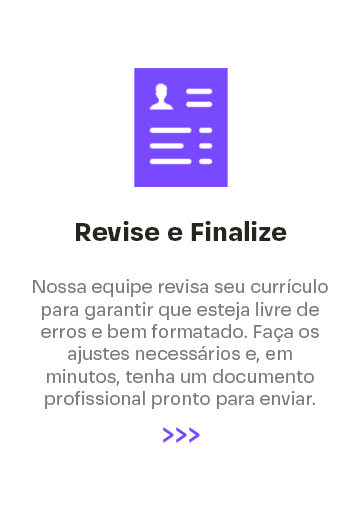 Revise e Finalize
Nossa equipe revisa seu currículo
para garantir que esteja livre de
erros e bem formatado. Faça os
ajustes necessários e, em
minutos, tenha um documento
profissional pronto para enviar.
>>>